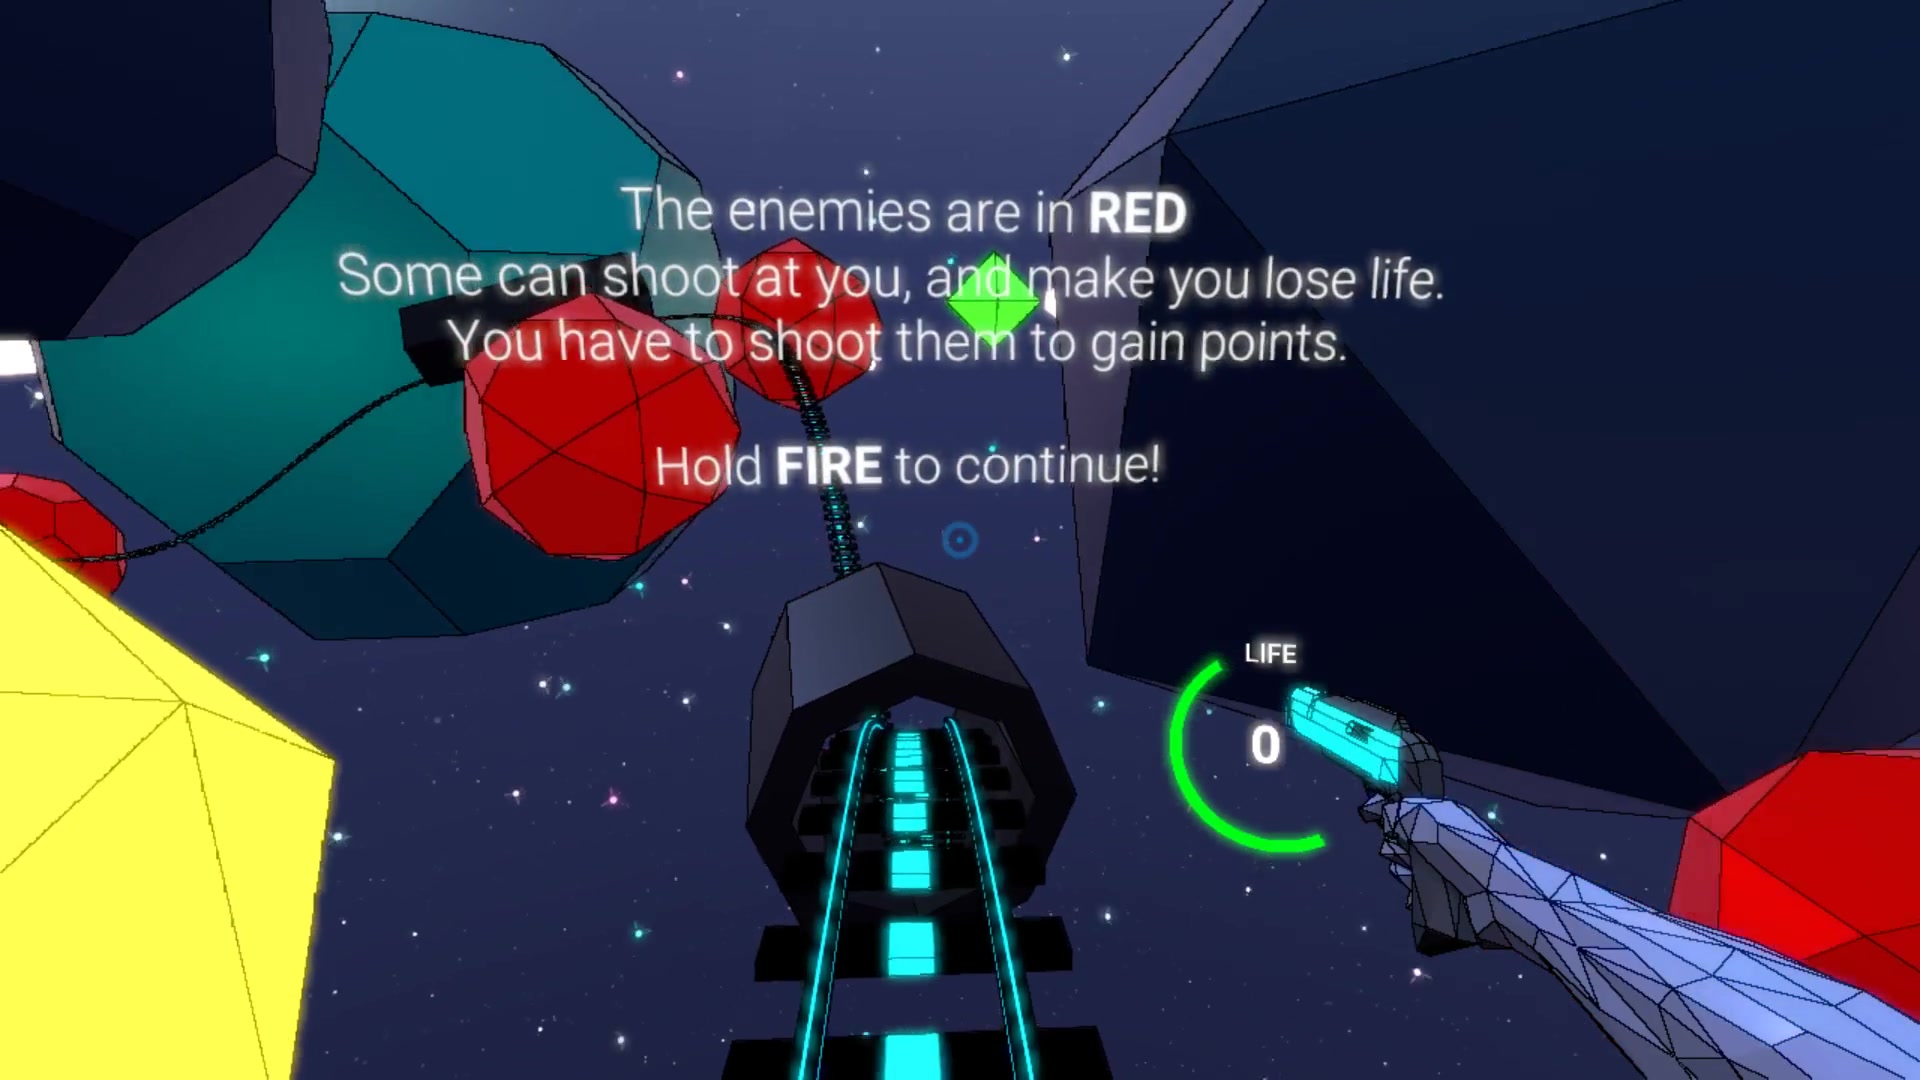 The enemies are in RED
Some can shoot at you, and make you lose life.
You have to shoot them to gain points.
Hold FIRE to continue!
LIFE
0